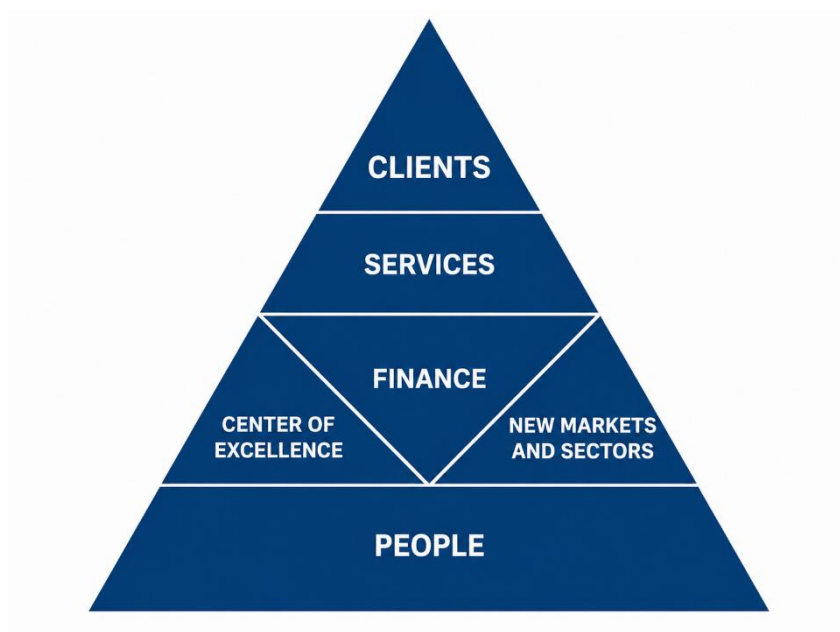 CLIENTS
SERVICES
FINANCE
CENTER OF
EXCELLENCE
NEW MARKETS
AND SECTORS
PEOPLE